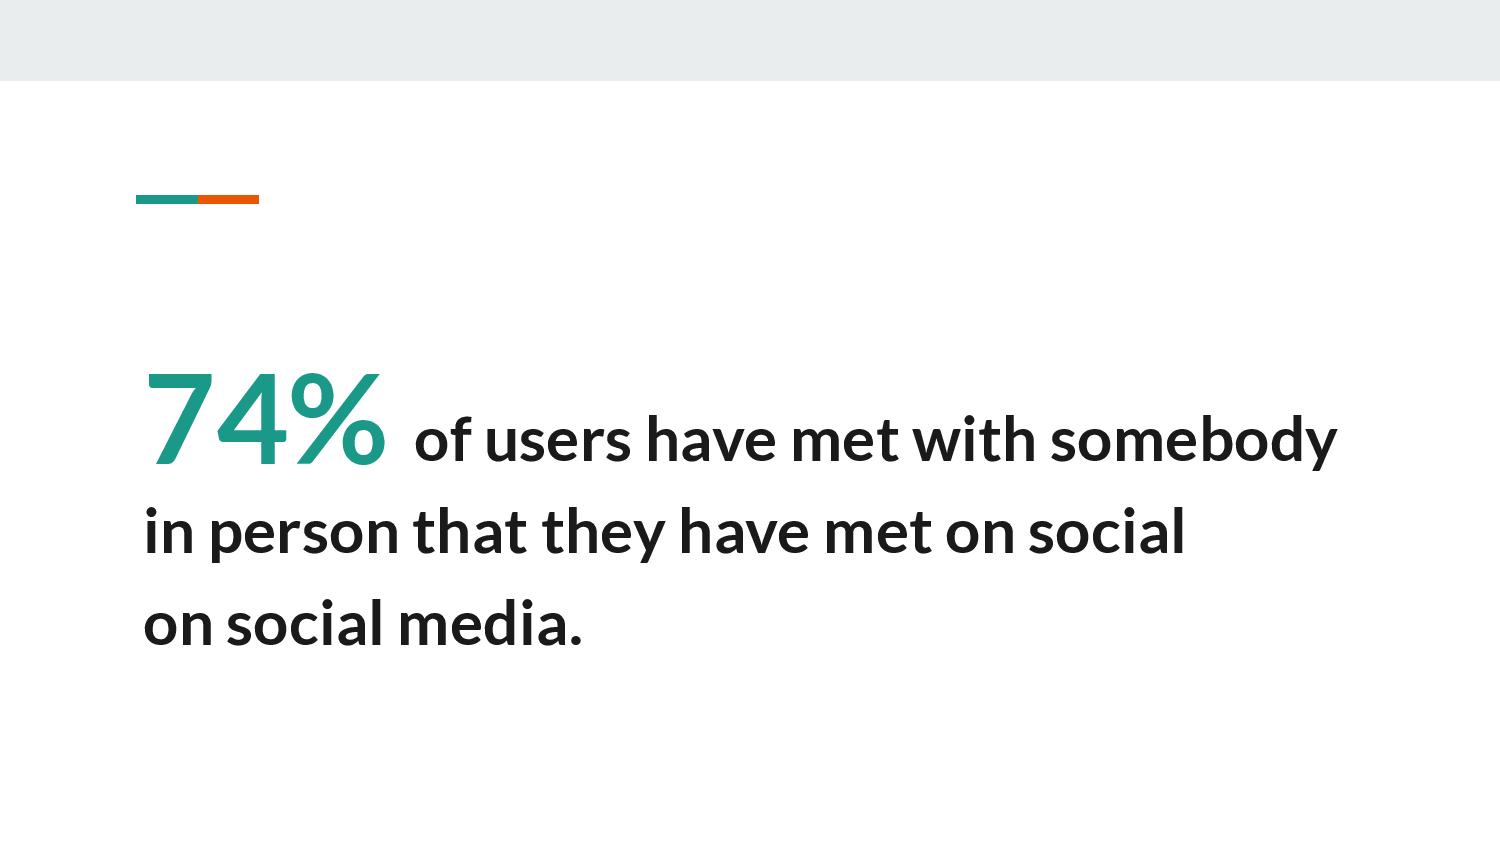 74% of users have met with somebody
in person that they have met on social
on social media.